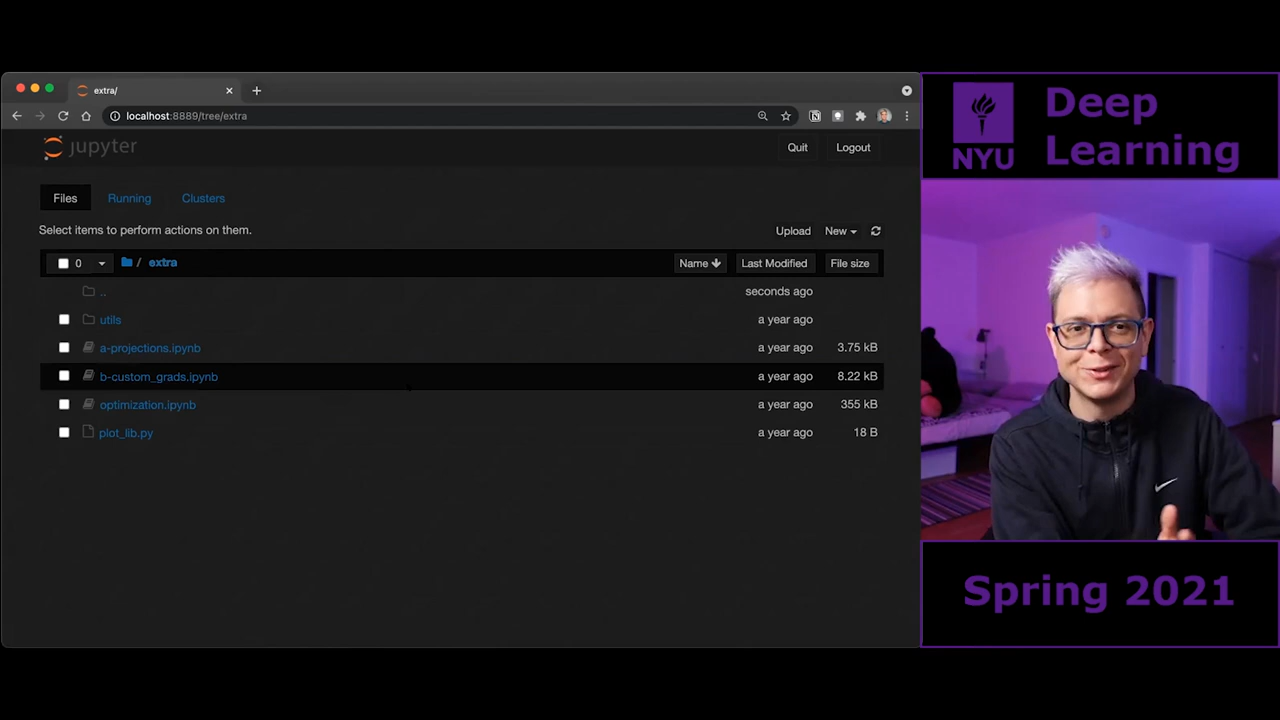 extra/
localhost:8889/tree/extra
jupyter
Quit
Logout
Files
Running
Clusters
Select items to perform actions on them.
Upload
New
0
/ extra
Name
Last Modified
File size
..
seconds ago
utils
a year ago
a-projections.ipynb
a year ago
3.75 kB
b-custom_grads.ipynb
a year ago
8.22 kB
optimization.ipynb
a year ago
355 kB
plot_lib.py
a year ago
18 B
NYU
Deep
Learning
Spring 2021